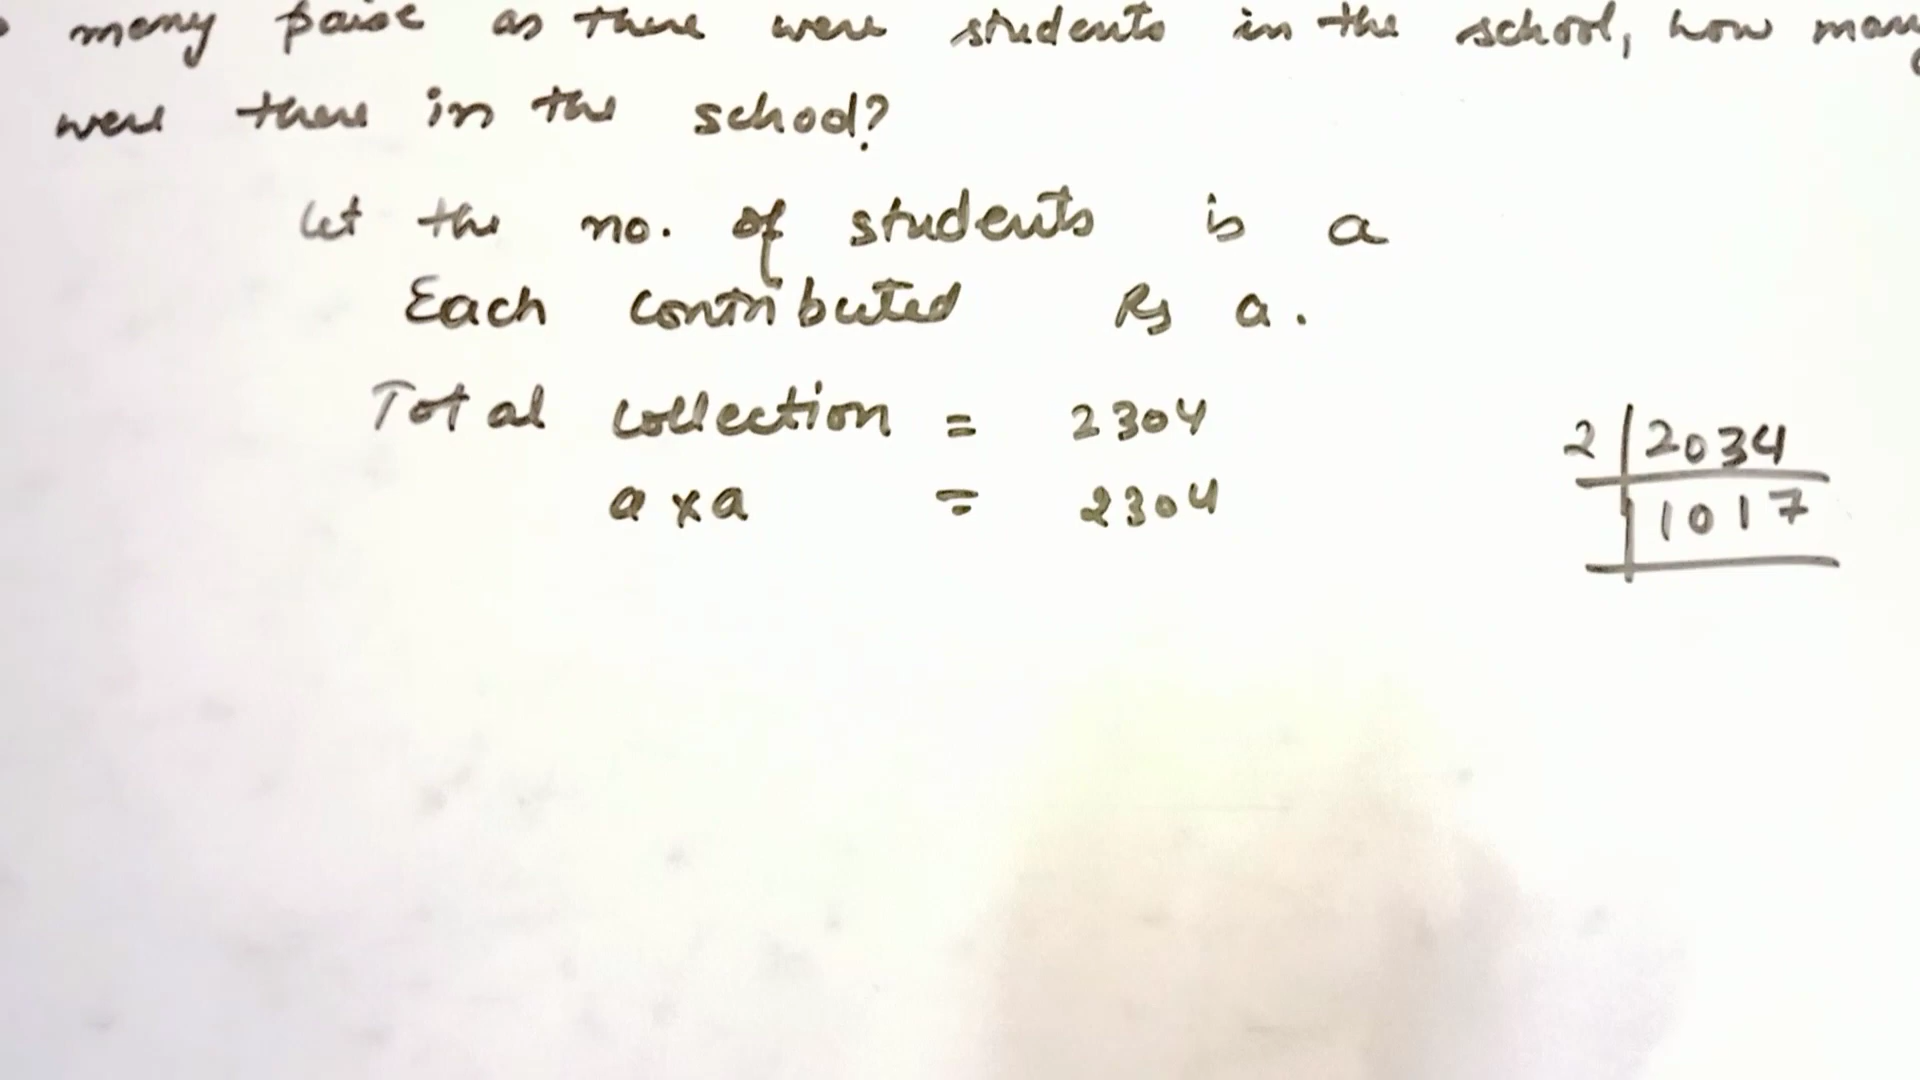 many paise as there were students in the school, how many
were there in the school?
Let the no. of students is a
Each contributed Rs a.
Total collection = 2304
a x a = 2304
2 | 2034
1017